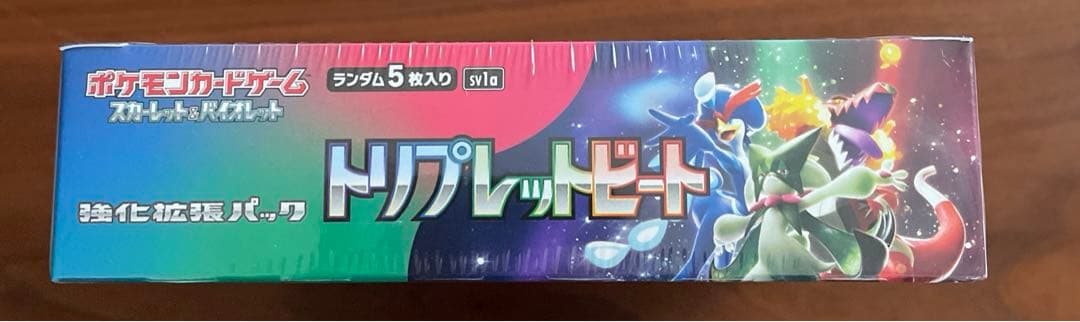 ポケモンカードゲーム
スカーレット&バイオレット
ランダム5枚入り sv1a
強化拡張パック
トリプレットビート